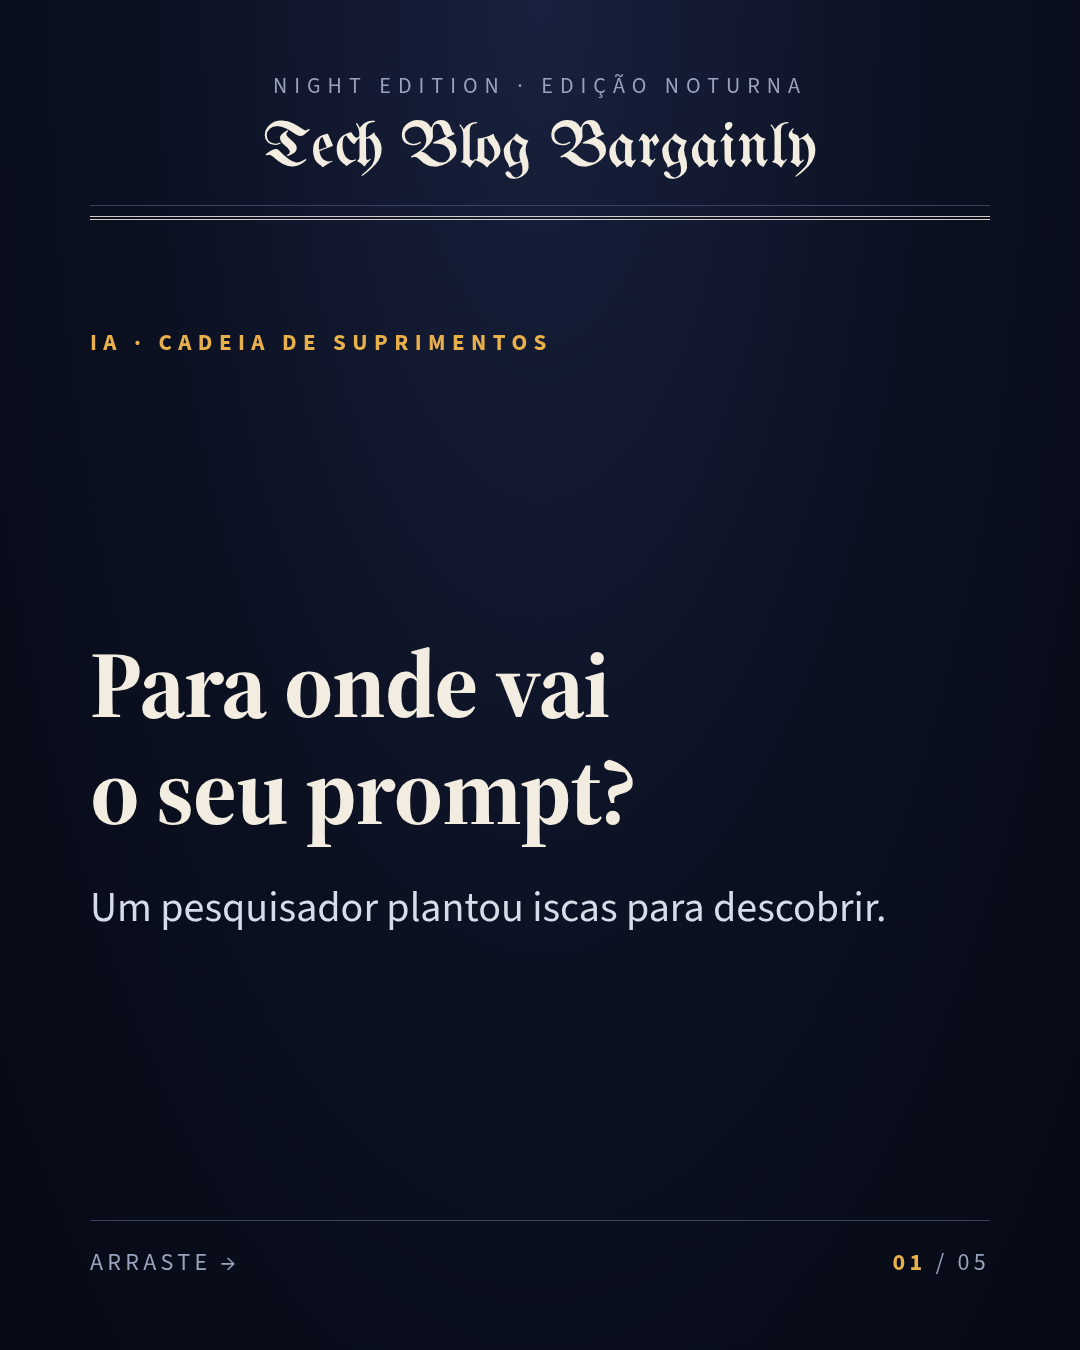 NIGHT EDITION · EDIÇÃO NOTURNA
Tech Blog Bargainly
IA · CADEIA DE SUPRIMENTOS
Para onde vai
o seu prompt?
Um pesquisador plantou iscas para descobrir.
ARRASTE →
01 / 05